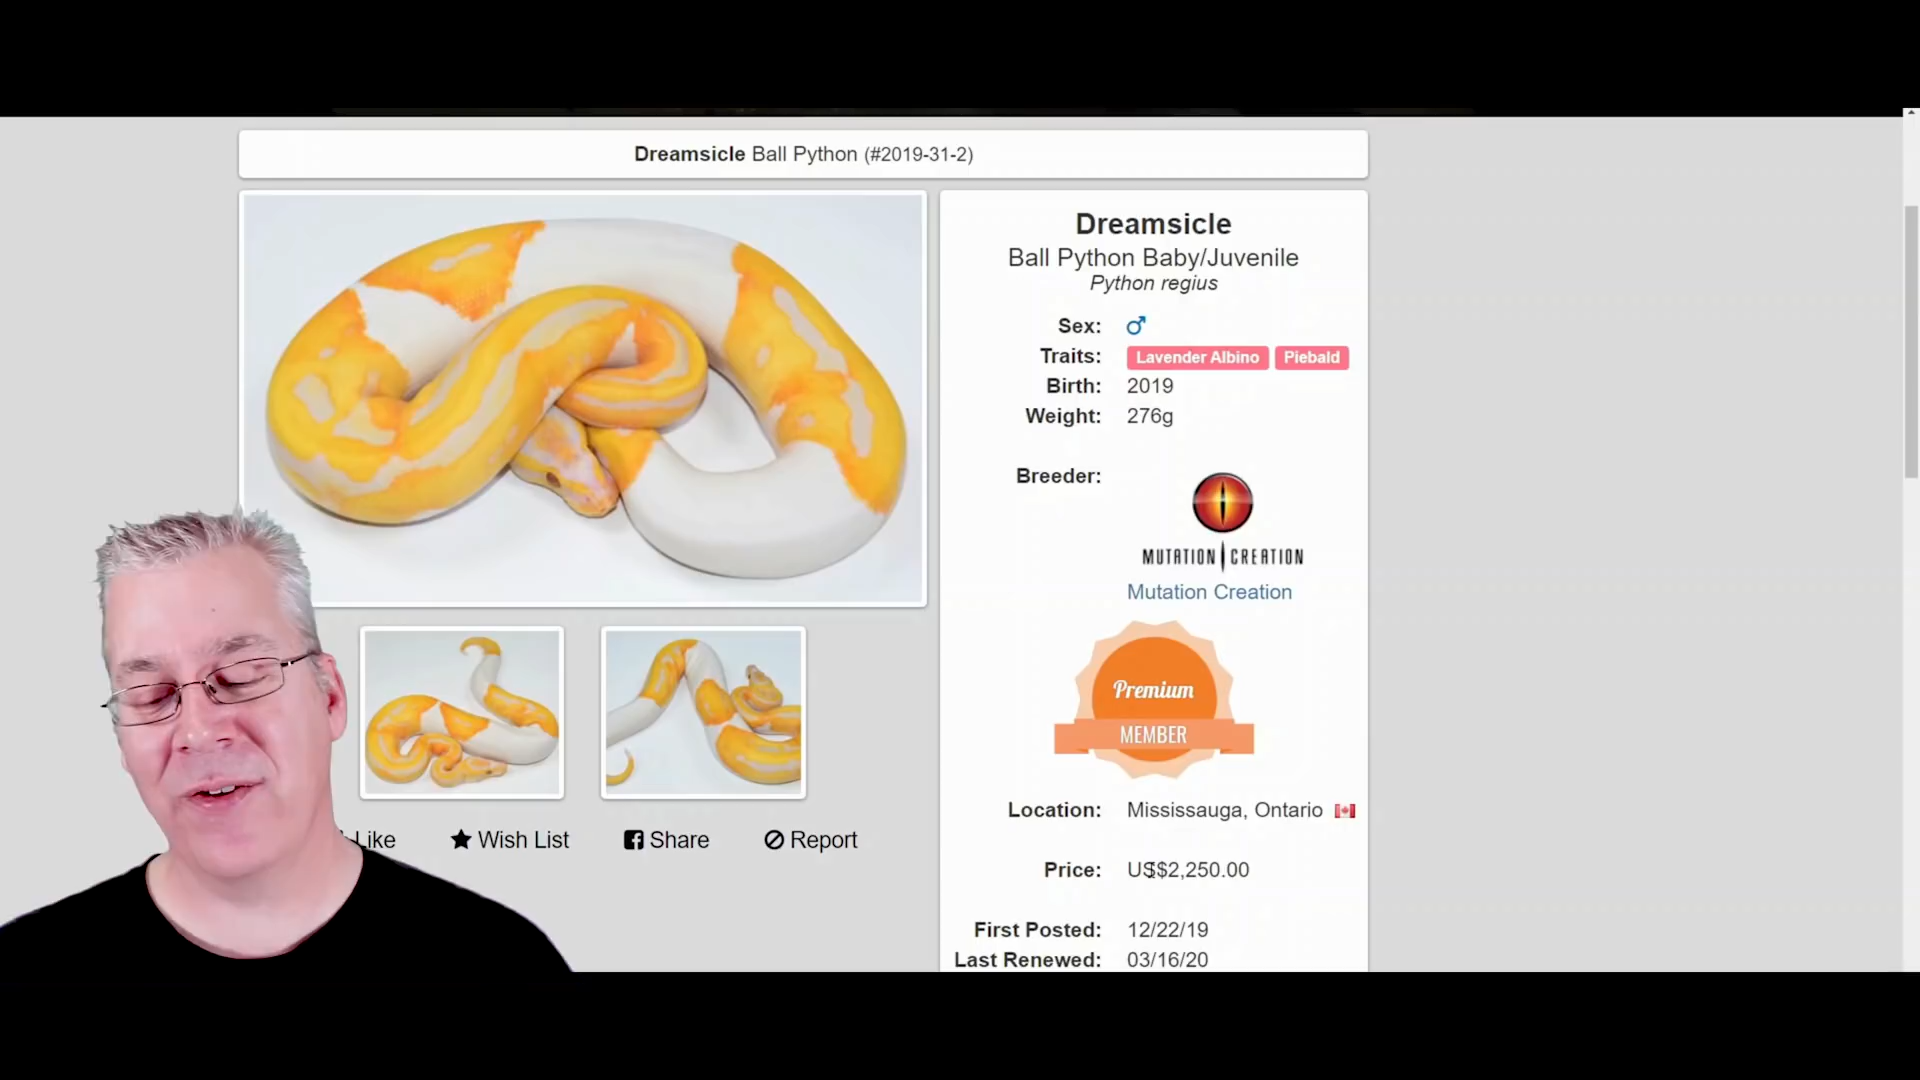 Dreamsicle Ball Python (#2019-31-2)
Dreamsicle
Ball Python Baby/Juvenile
Python regius
Sex: ♂
Traits: Lavender Albino Piebald
Birth: 2019
Weight: 276g
Breeder:
MUTATION CREATION
Mutation Creation
Premium
MEMBER
Location: Mississauga, Ontario
Price: US$2,250.00
First Posted: 12/22/19
Last Renewed: 03/16/20
Like Wish List Share Report